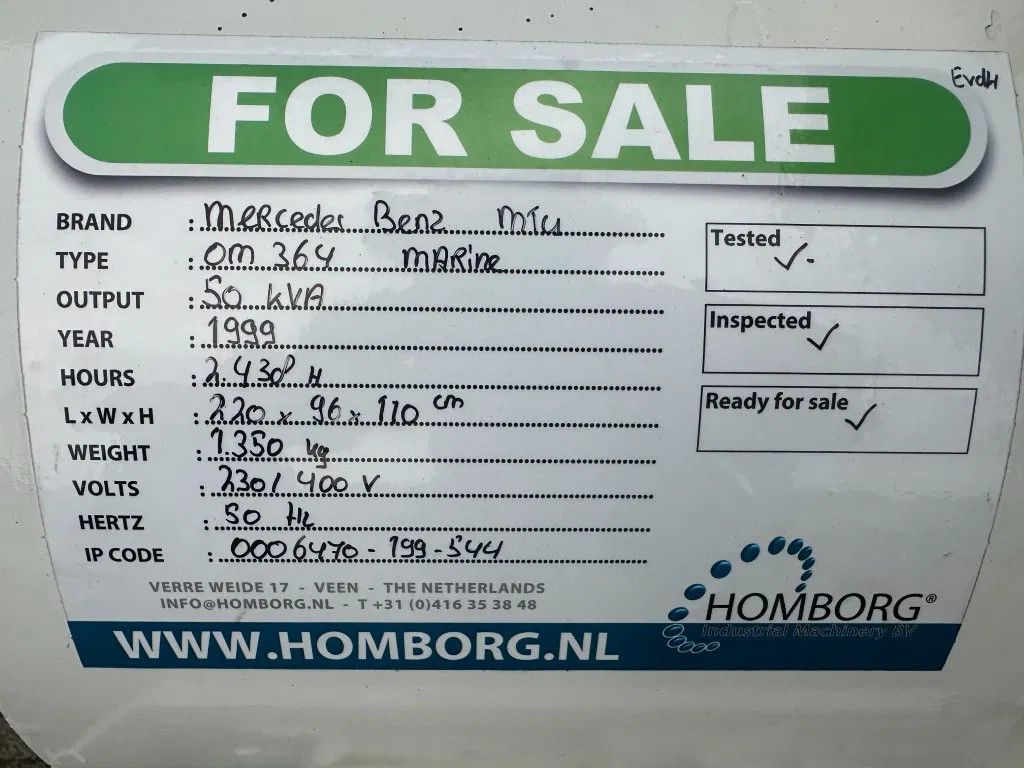 FOR SALE
EvdH
BRAND : Mercedes Benz MTU
TYPE : OM 364 MARine
OUTPUT : 50 kVA
YEAR : 1999
HOURS : 2.438 H
L x W x H : 220 x 96 x 110 cm
WEIGHT : 1.350 kg
VOLTS : 230/400 V
HERTZ : 50 Hz
IP CODE : 0006470-199-544
Tested ✓
Inspected ✓
Ready for sale ✓
VERRE WEIDE 17 - VEEN - THE NETHERLANDS
INFO@HOMBORG.NL - T +31 (0)416 35 38 48
HOMBORG®
Industrial Machinery BV
WWW.HOMBORG.NL